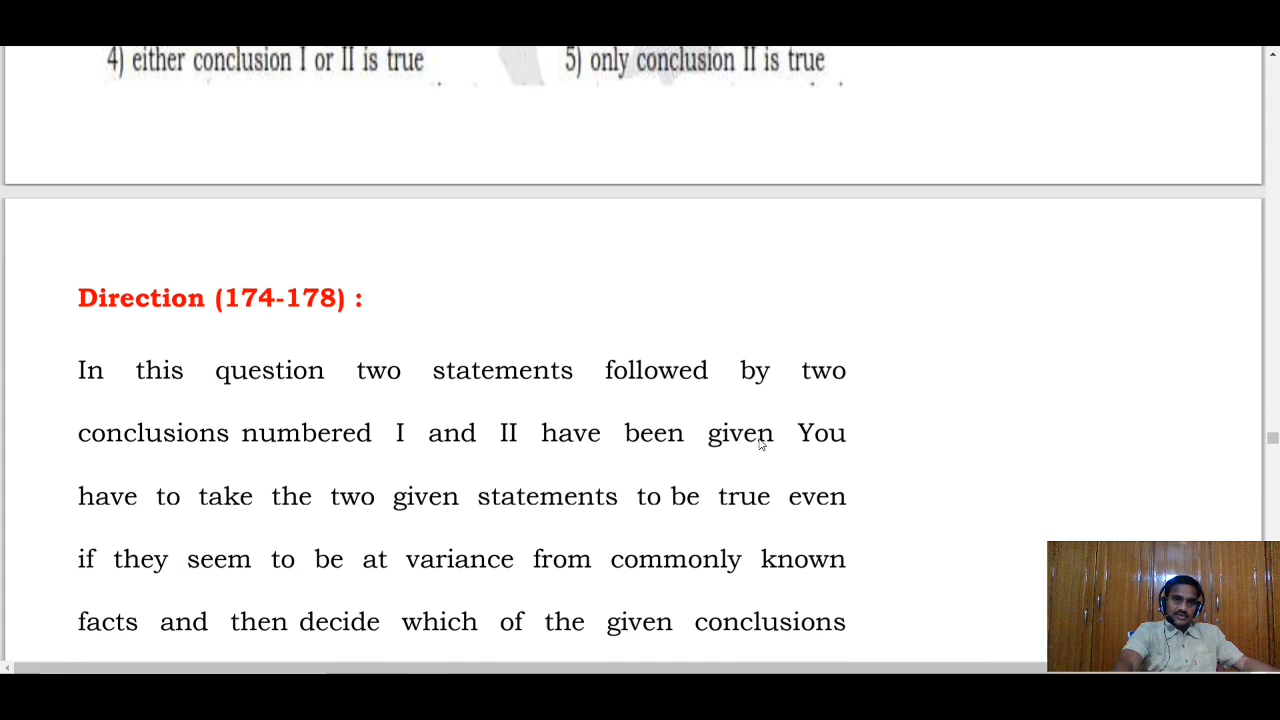 4) either conclusion I or II is true 5) only conclusion II is true
Direction (174-178) :
In this question two statements followed by two
conclusions numbered I and II have been given You
have to take the two given statements to be true even
if they seem to be at variance from commonly known
facts and then decide which of the given conclusions